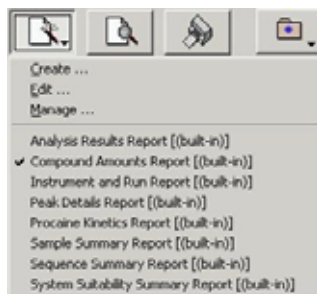 Create ...
Edit ...
Manage ...
Analysis Results Report [(built-in)]
Compound Amounts Report [(built-in)]
Instrument and Run Report [(built-in)]
Peak Details Report [(built-in)]
Procaine Kinetics Report [(built-in)]
Sample Summary Report [(built-in)]
Sequence Summary Report [(built-in)]
System Suitability Summary Report [(built-in)]